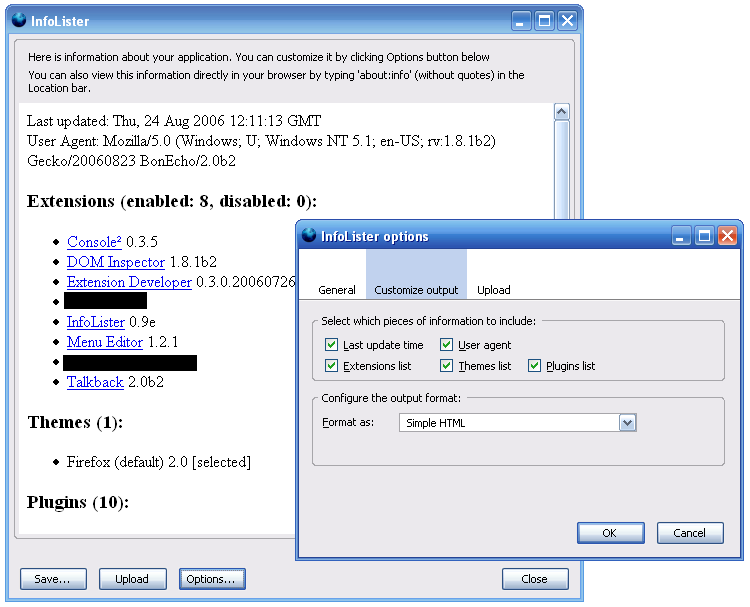 InfoLister
Here is information about your application. You can customize it by clicking Options button below
You can also view this information directly in your browser by typing 'about:info' (without quotes) in the
Location bar.
Last updated: Thu, 24 Aug 2006 12:11:13 GMT
User Agent: Mozilla/5.0 (Windows; U; Windows NT 5.1; en-US; rv:1.8.1b2)
Gecko/20060823 BonEcho/2.0b2
Extensions (enabled: 8, disabled: 0):
Console² 0.3.5
DOM Inspector 1.8.1b2
Extension Developer 0.3.0.20060726
InfoLister 0.9e
Menu Editor 1.2.1
Talkback 2.0b2
Themes (1):
Firefox (default) 2.0 [selected]
Plugins (10):
Save...
Upload
Options...
Close
InfoLister options
General
Customize output
Upload
Select which pieces of information to include:
Last update time
User agent
Extensions list
Themes list
Plugins list
Configure the output format:
Format as:
Simple HTML
OK
Cancel